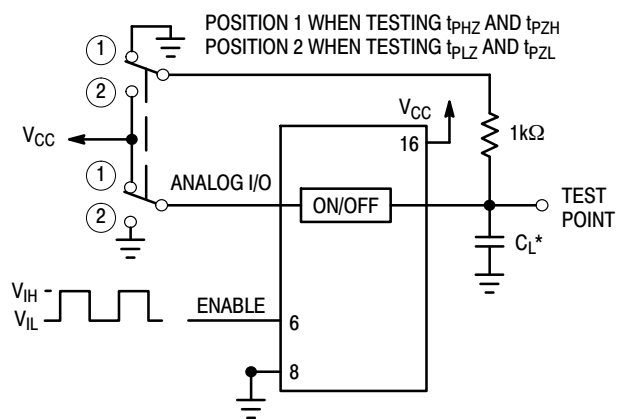 POSITION 1 WHEN TESTING tPHZ AND tPZH
POSITION 2 WHEN TESTING tPLZ AND tPZL
1
2
VCC
VCC
16
1kΩ
1
ANALOG I/O
ON/OFF
TEST
POINT
2
CL*
VIH
VIL
ENABLE
6
8